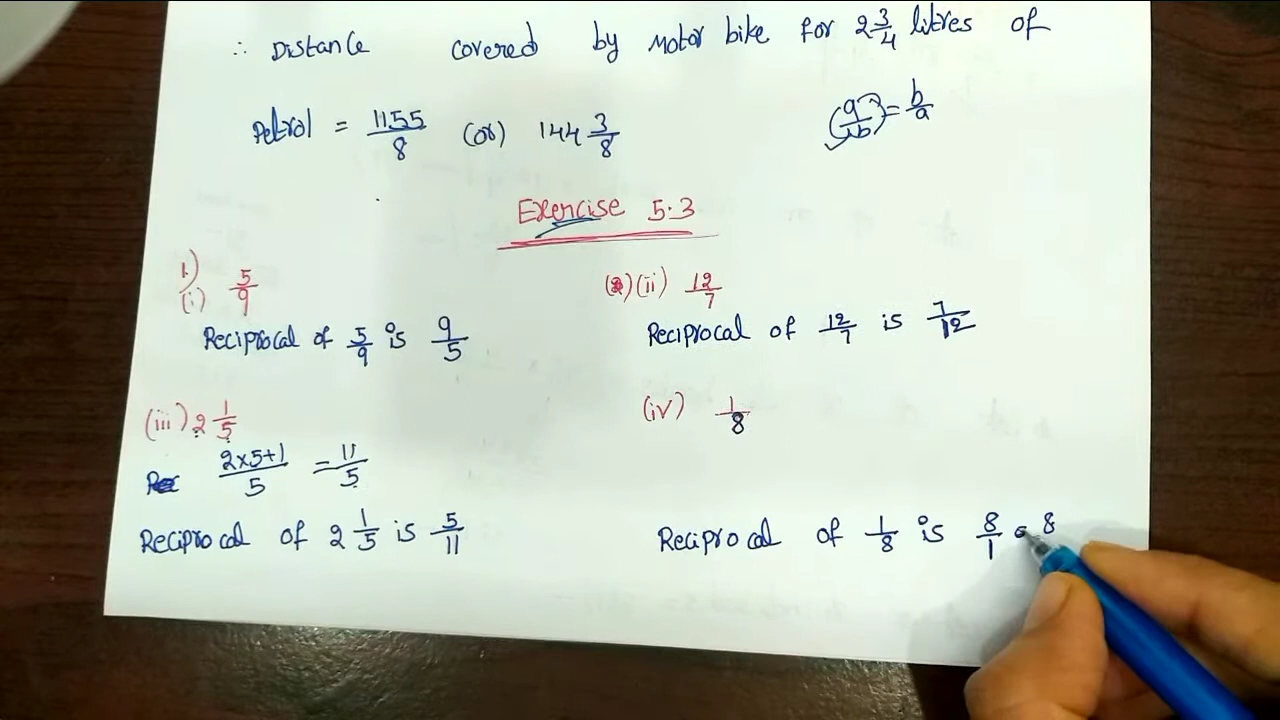 ∴ Distance covered by Motor bike for 2 3/4 litres of
Petrol = 1155/8 (or) 144 3/8
(a/b) = b/a
Exercise 5.3
1)
(i) 5/9
(ii) 12/7
Reciprocal of 5/9 is 9/5
Reciprocal of 12/7 is 7/12
(iii) 2 1/5
(iv) 1/8
2×5+1/5 = 11/5
Reciprocal of 2 1/5 is 5/11
Reciprocal of 1/8 is 8/1 8